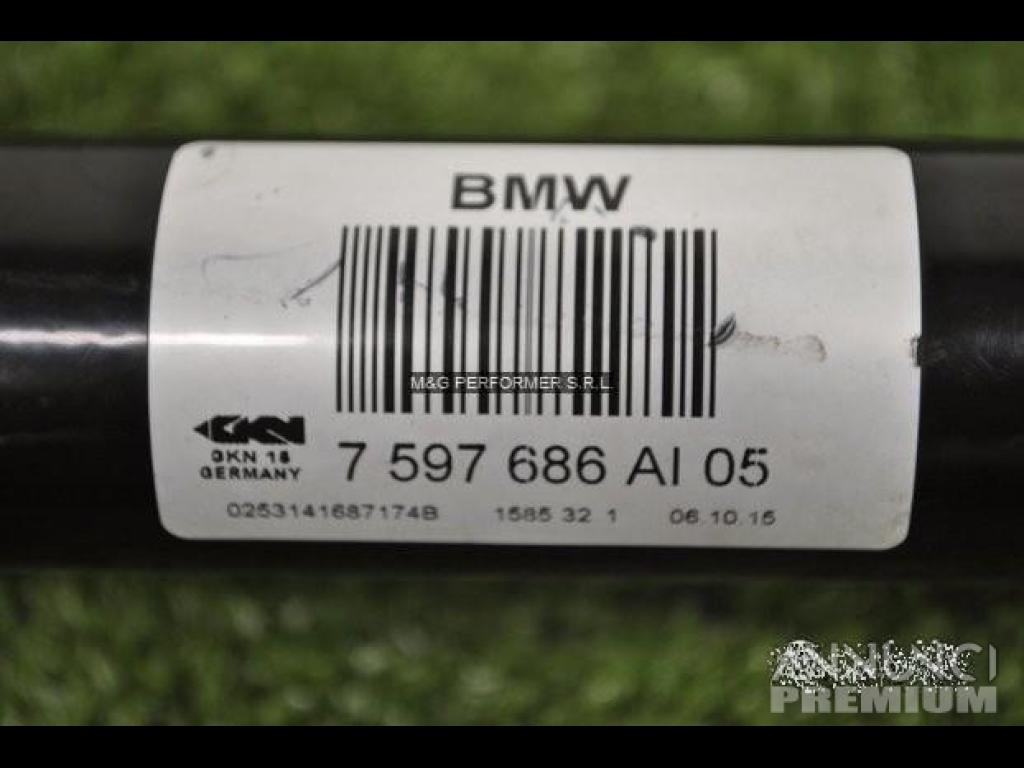 BMW
M&G PERFORMER S.R.L.
GKN
GKN 15
GERMANY
7 597 686 AI 05
0253141687174B 1585 32 1 06.10.15
ANNUNCI
PREMIUM